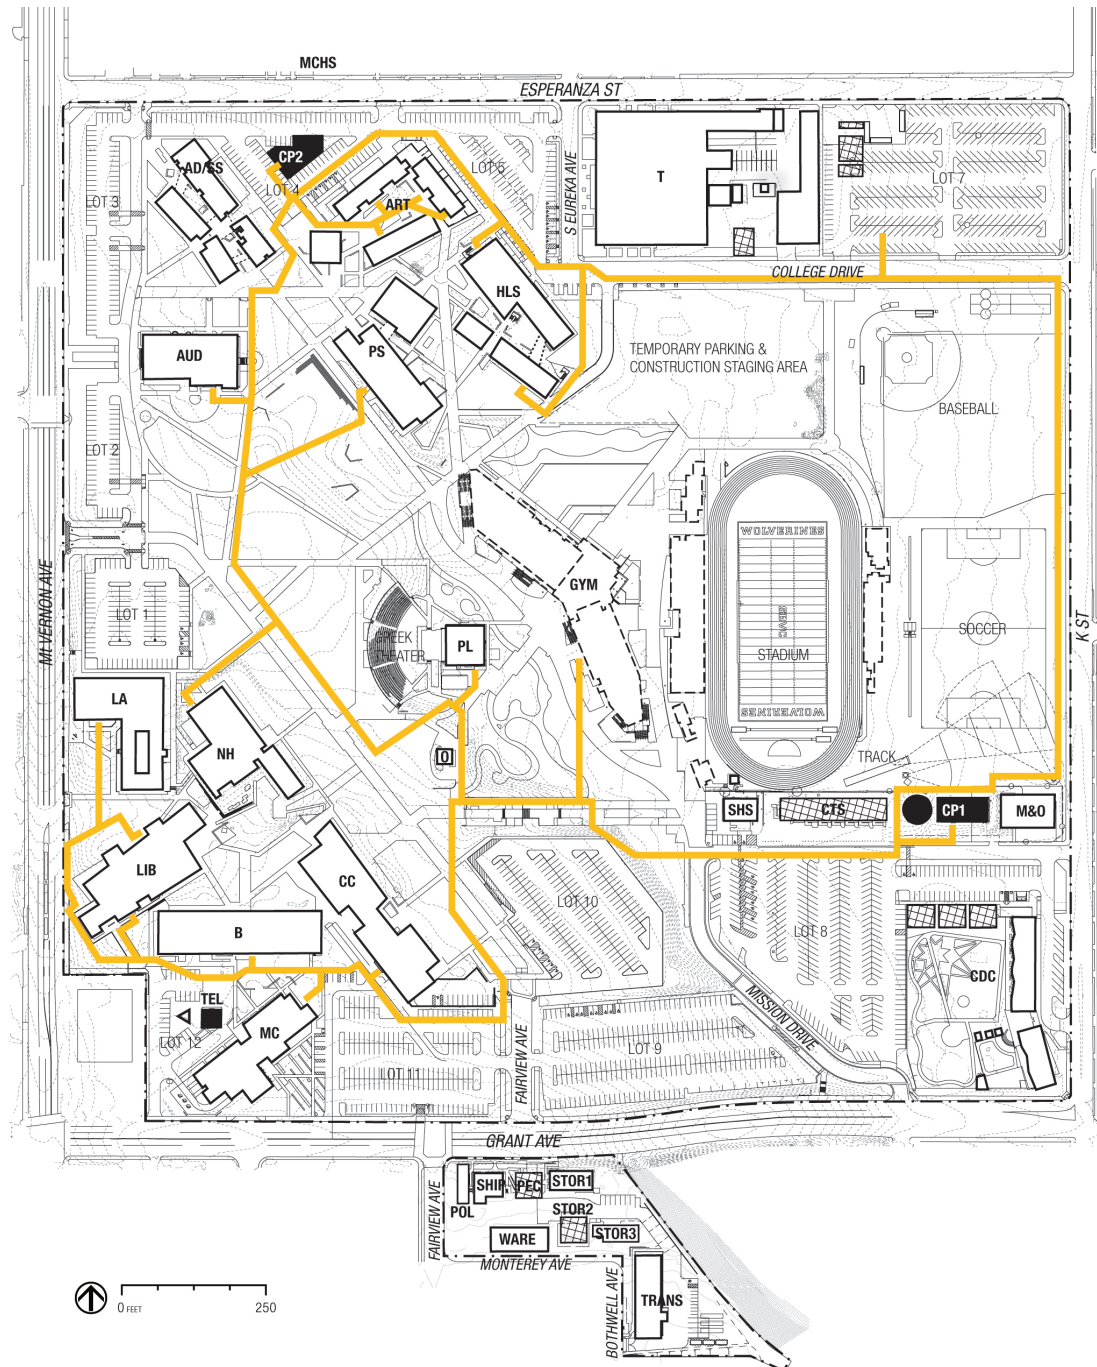 MCHS
ESPERANZA ST
CP2
AD/SS
LOT 4
LOT 5
LOT 3
ART
S EUREKA AVE
T
LOT 7
COLLEGE DRIVE
HLS
AUD
PS
TEMPORARY PARKING &
CONSTRUCTION STAGING AREA
BASEBALL
LOT 2
WOLVERINES
GYM
MT VERNON AVE
LOT 1
GREEK
THEATER
PL
SBVC
STADIUM
SOCCER
K ST
LA
WOLVERINES
NH
O
TRACK
SHS
CTS
CP1
M&O
LIB
CC
LOT 10
B
LOT 8
CDC
TEL
MC
LOT 12
MISSION DRIVE
LOT 9
LOT 11
FAIRVIEW AVE
GRANT AVE
FAIRVIEW AVE
POL
SHIP
PEC
STOR1
STOR2
WARE
STOR3
MONTEREY AVE
BOTHWELL AVE
TRANS
0 FEET
250